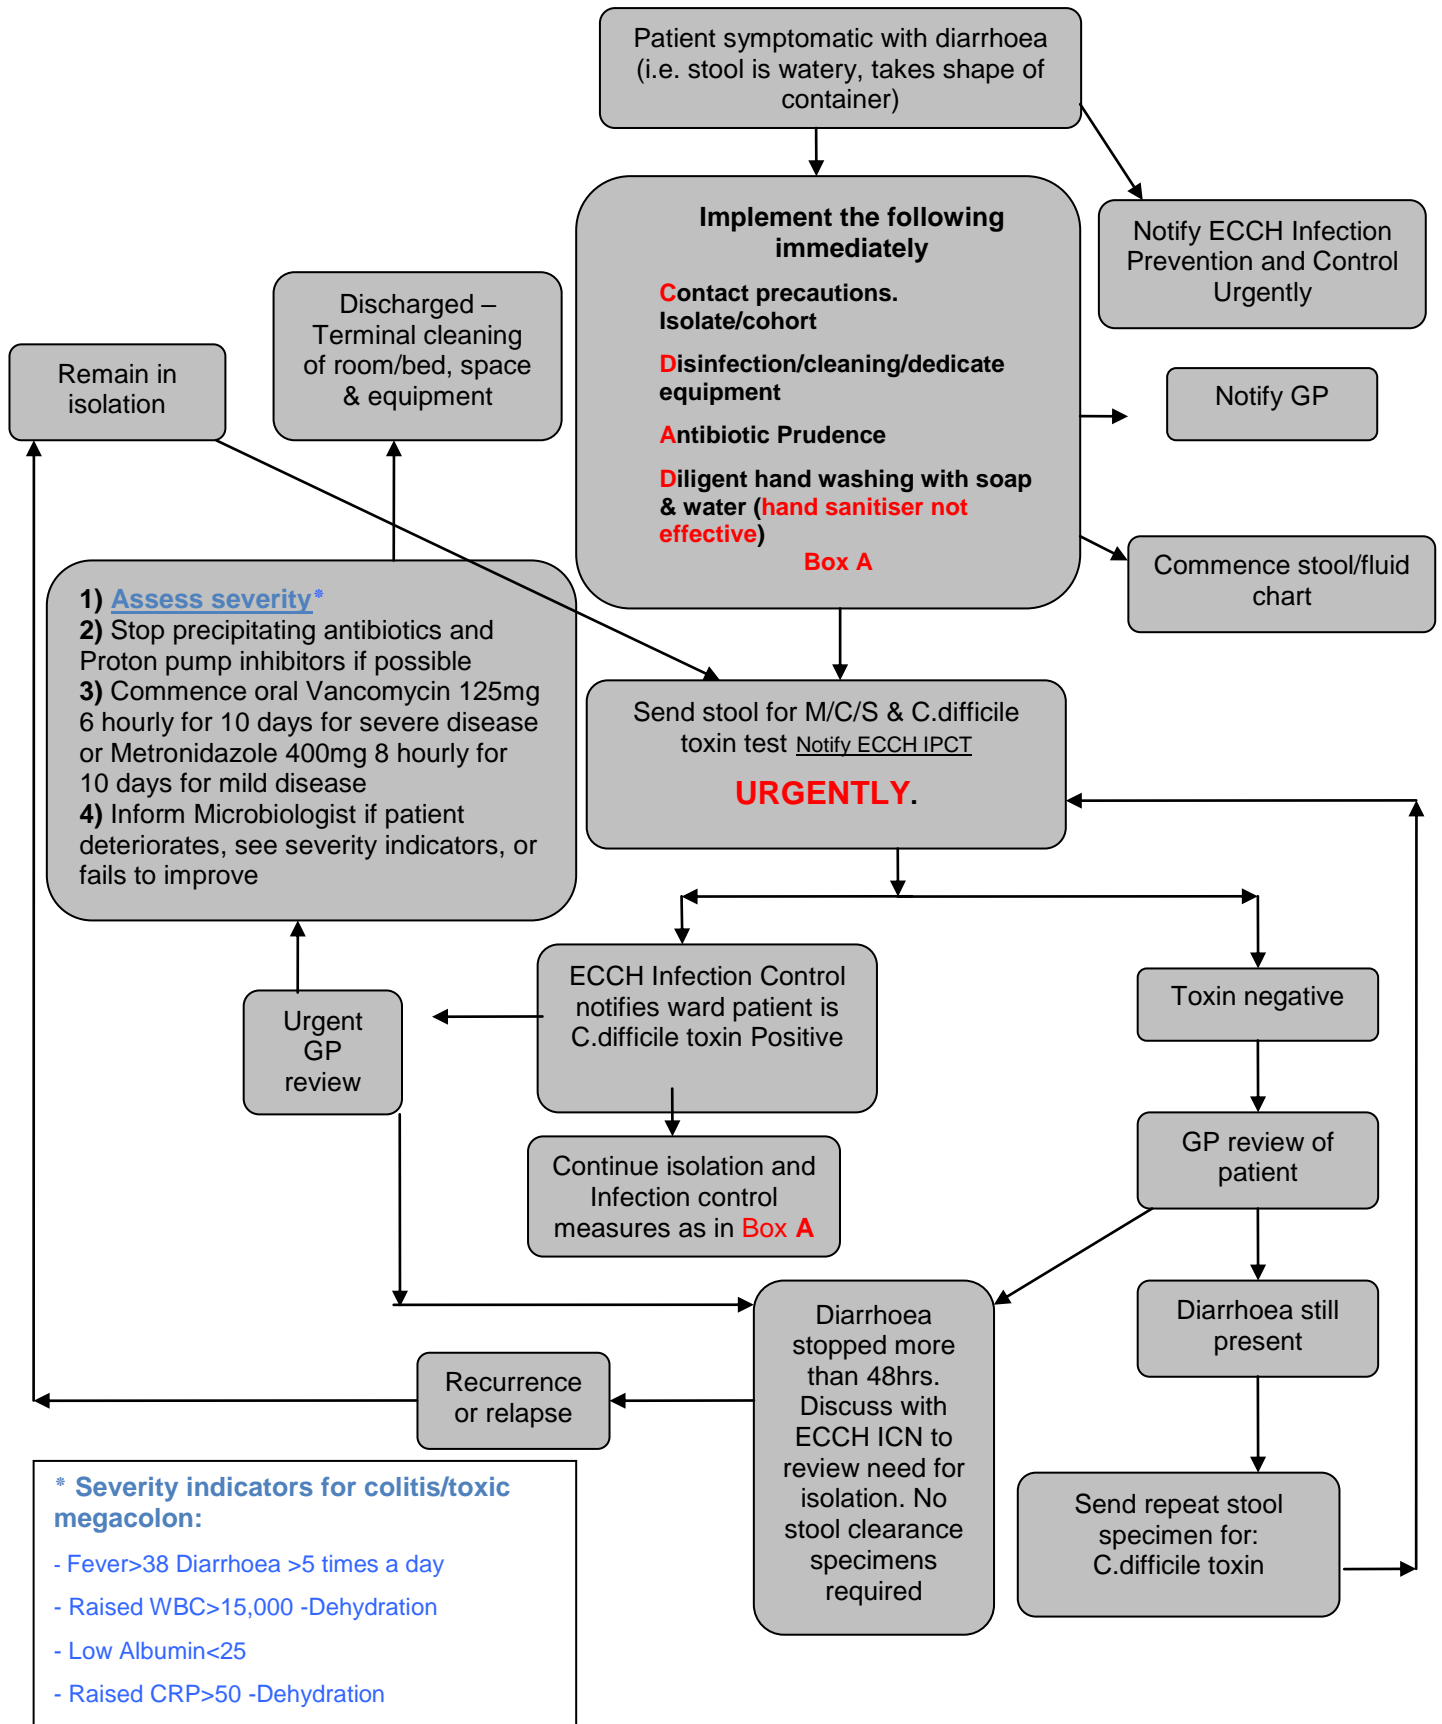 Patient symptomatic with diarrhoea
(i.e. stool is watery, takes shape of
container)
Implement the following
immediately
Contact precautions.
Isolate/cohort
Disinfection/cleaning/dedicate
equipment
Antibiotic Prudence
Diligent hand washing with soap
& water (hand sanitiser not
effective)
Box A
Notify ECCH Infection
Prevention and Control
Urgently
Notify GP
Commence stool/fluid
chart
Discharged –
Terminal cleaning
of room/bed, space
& equipment
Remain in
isolation
1) Assess severity*
2) Stop precipitating antibiotics and
Proton pump inhibitors if possible
3) Commence oral Vancomycin 125mg
6 hourly for 10 days for severe disease
or Metronidazole 400mg 8 hourly for
10 days for mild disease
4) Inform Microbiologist if patient
deteriorates, see severity indicators, or
fails to improve
Send stool for M/C/S & C.difficile
toxin test Notify ECCH IPCT
URGENTLY.
ECCH Infection Control
notifies ward patient is
C.difficile toxin Positive
Toxin negative
Urgent
GP
review
Continue isolation and
Infection control
measures as in Box A
GP review of
patient
Diarrhoea still
present
Diarrhoea
stopped more
than 48hrs.
Discuss with
ECCH ICN to
review need for
isolation. No
stool clearance
specimens
required
Recurrence
or relapse
Send repeat stool
specimen for:
C.difficile toxin
* Severity indicators for colitis/toxic
megacolon:
- Fever>38 Diarrhoea >5 times a day
- Raised WBC>15,000 -Dehydration
- Low Albumin<25
- Raised CRP>50 -Dehydration